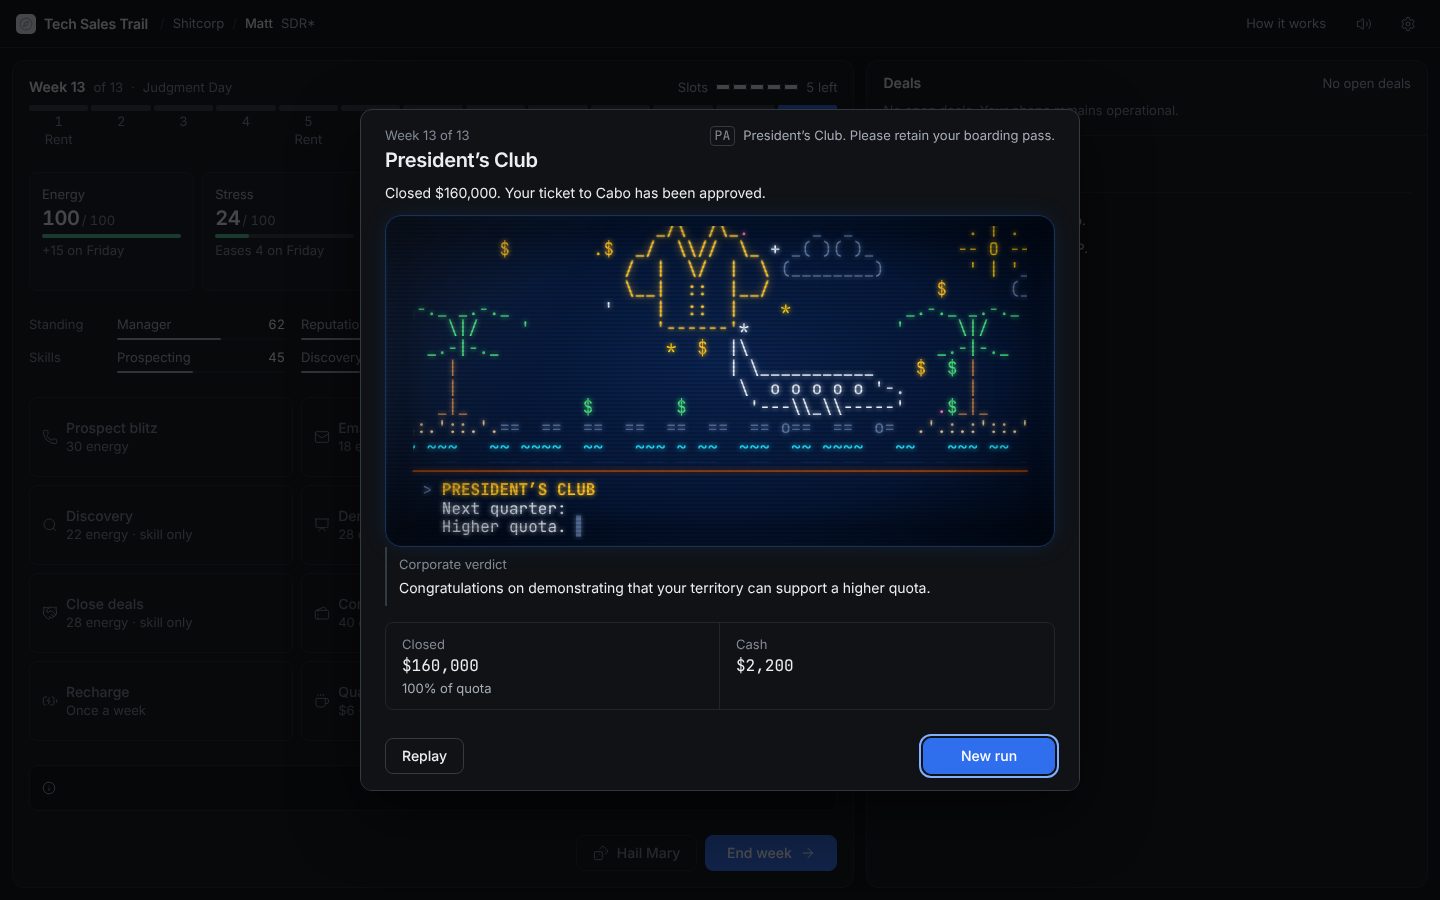 Tech Sales Trail / Shitcorp / Matt SDR*
How it works
Week 13 of 13 · Judgment Day
Slots 5 left
1 2 3 4 5
Rent Rent
Energy
100 / 100
+15 on Friday
Stress
24 / 100
Eases 4 on Friday
Standing Manager 62
Skills Prospecting 45 Discovery
Prospect blitz
30 energy
Discovery
22 energy · skill only
Close deals
28 energy · skill only
Recharge
Once a week
Hail Mary
End week →
Deals
No open deals
Week 13 of 13
PA President’s Club. Please retain your boarding pass.
President’s Club
Closed $160,000. Your ticket to Cabo has been approved.
> PRESIDENT’S CLUB
Next quarter:
Higher quota.
Corporate verdict
Congratulations on demonstrating that your territory can support a higher quota.
Closed
$160,000
100% of quota
Cash
$2,200
Replay
New run